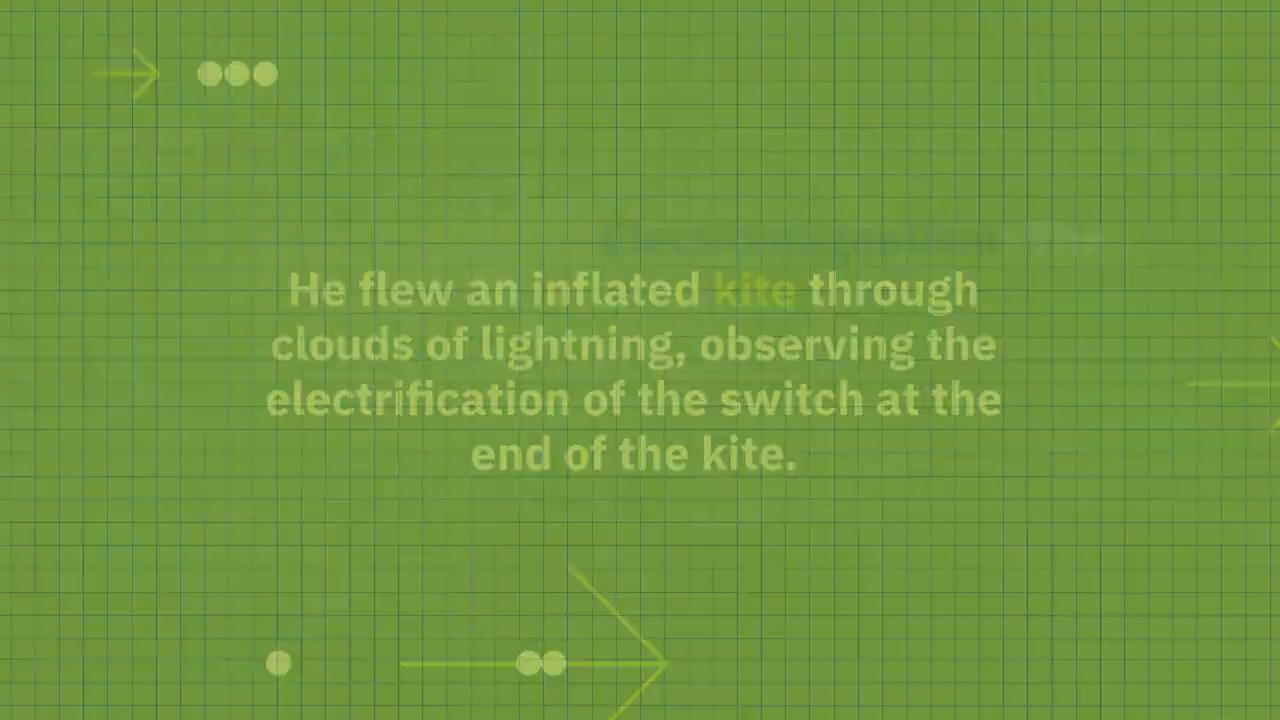 He flew an inflated kite through
clouds of lightning, observing the
electrification of the switch at the
end of the kite.